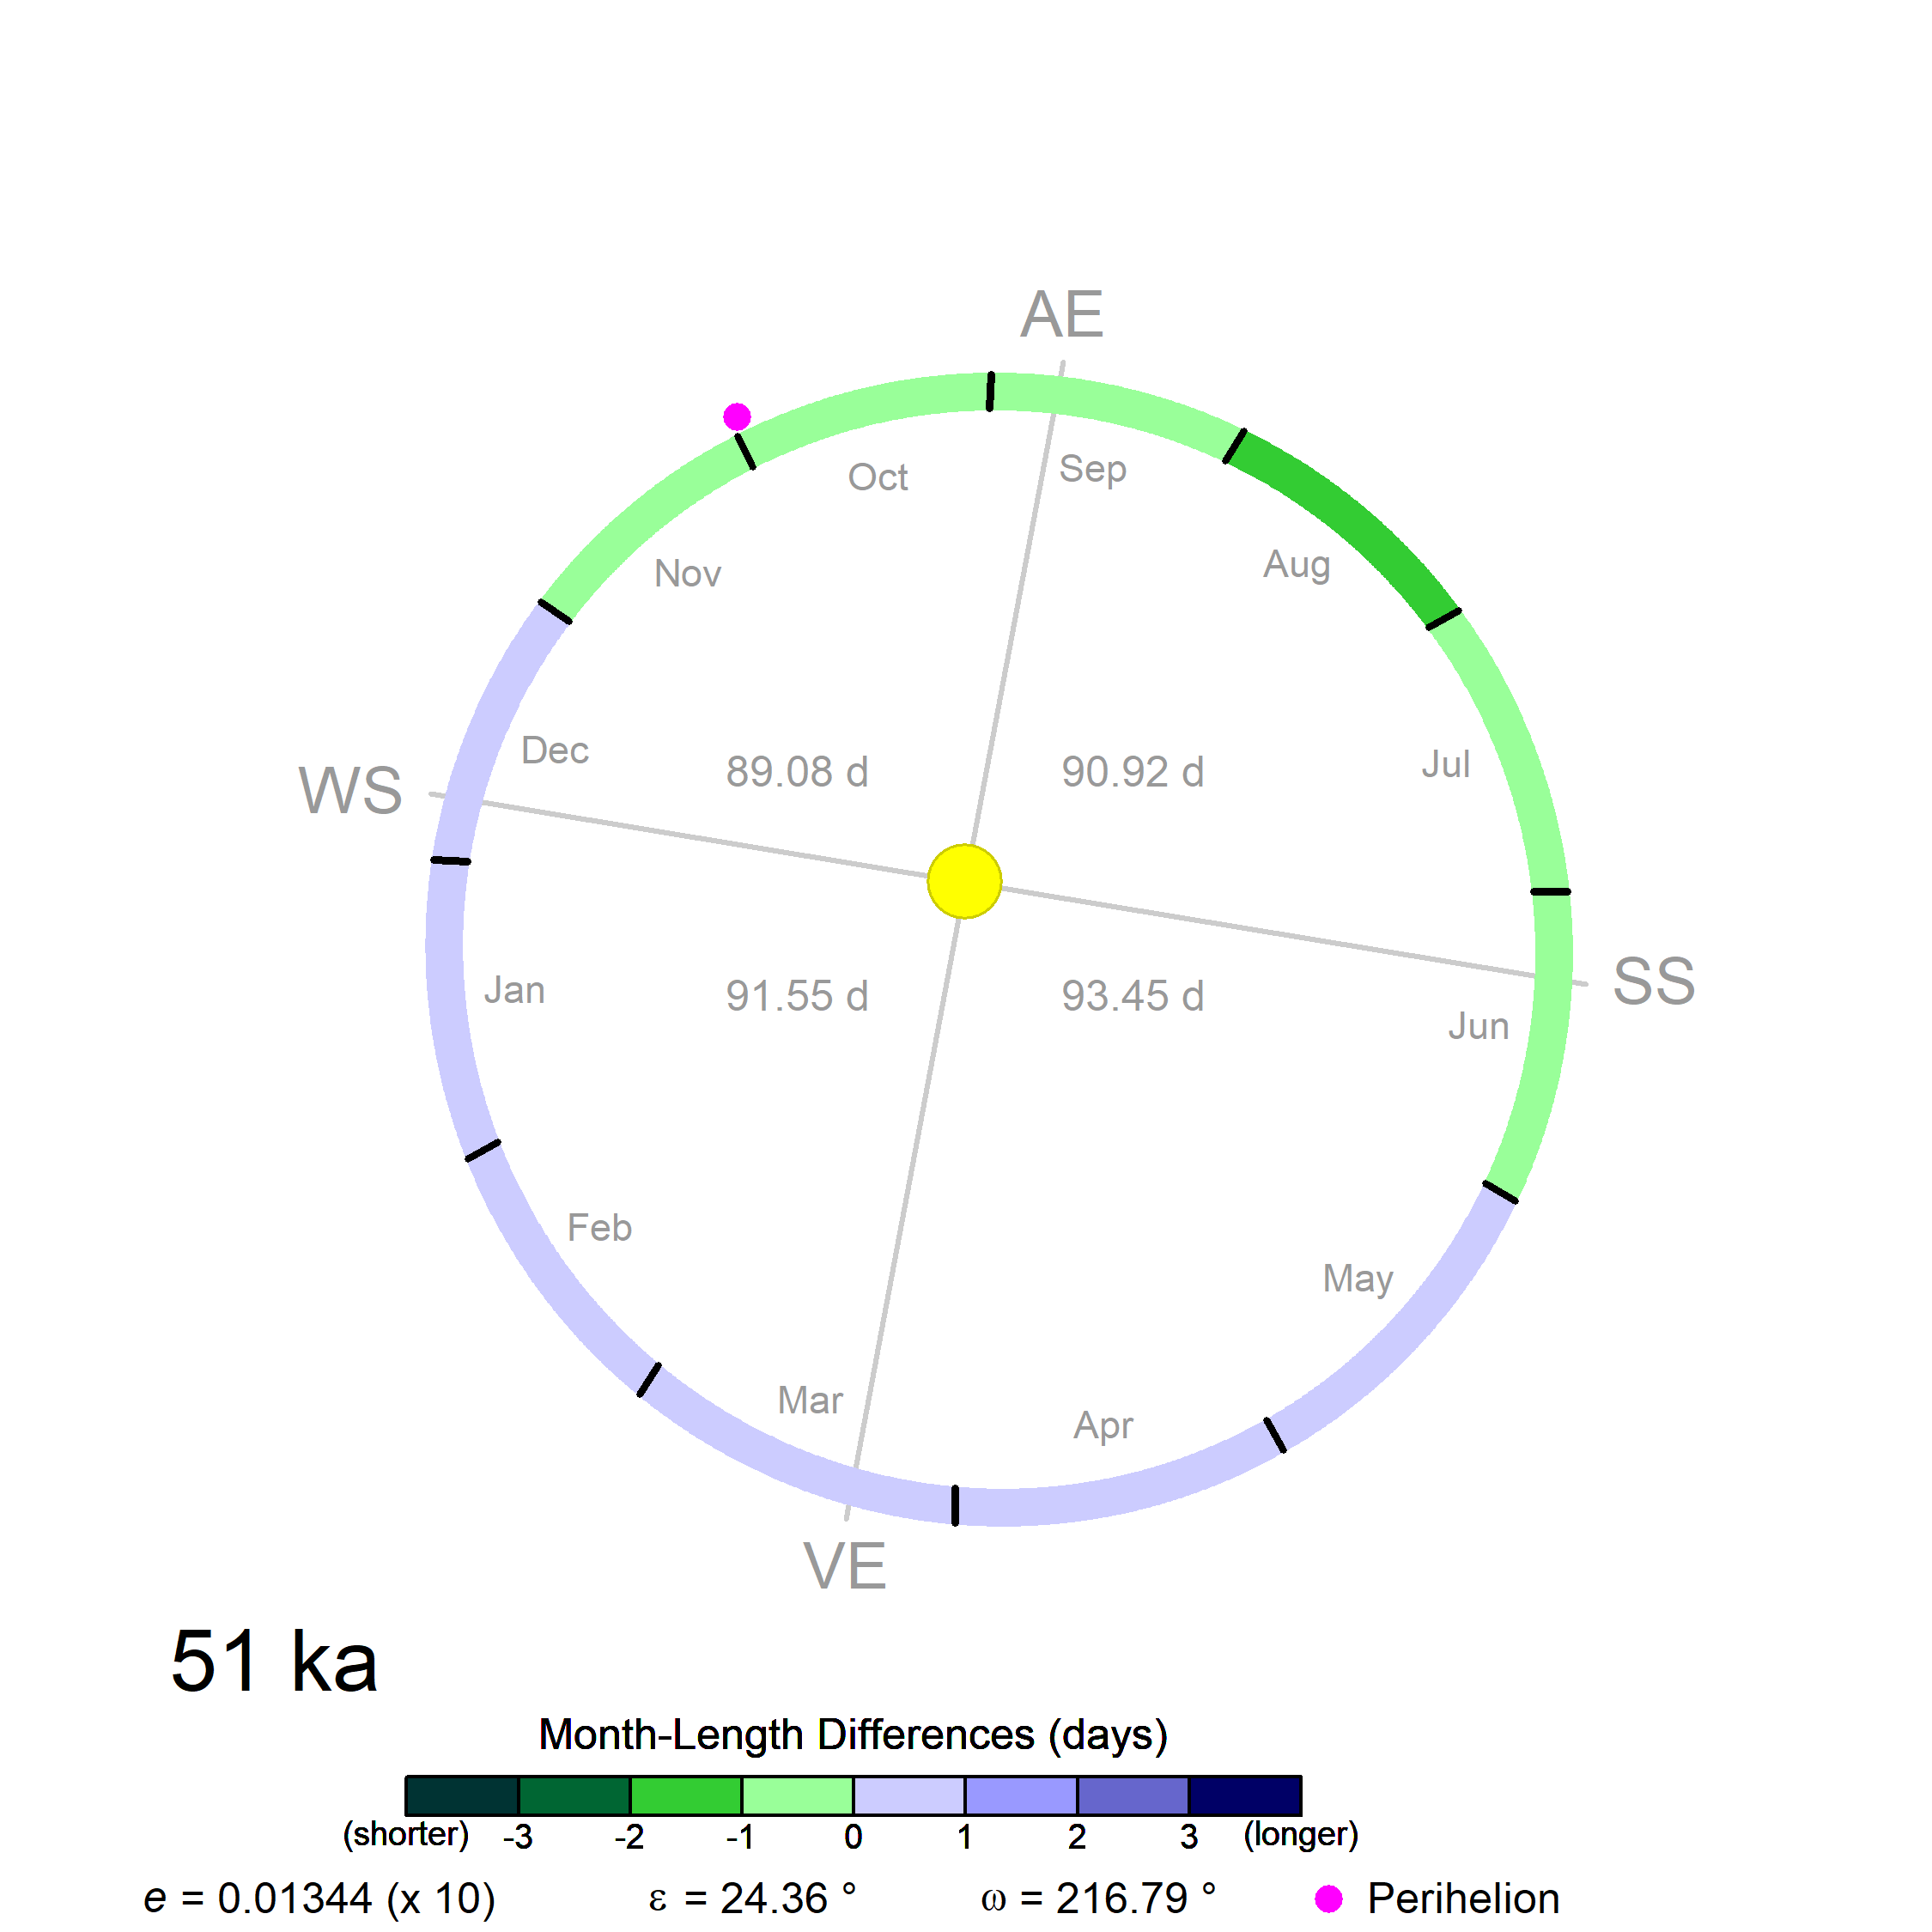 AE
Oct
Sep
Nov
Aug
Dec
89.08 d
90.92 d
Jul
WS
SS
Jan
91.55 d
93.45 d
Jun
Feb
May
Mar
Apr
VE
51 ka
Month-Length Differences (days)
(shorter) -3 -2 -1 0 1 2 3 (longer)
e = 0.01344 (x 10) ε = 24.36 ° ω = 216.79 ° Perihelion